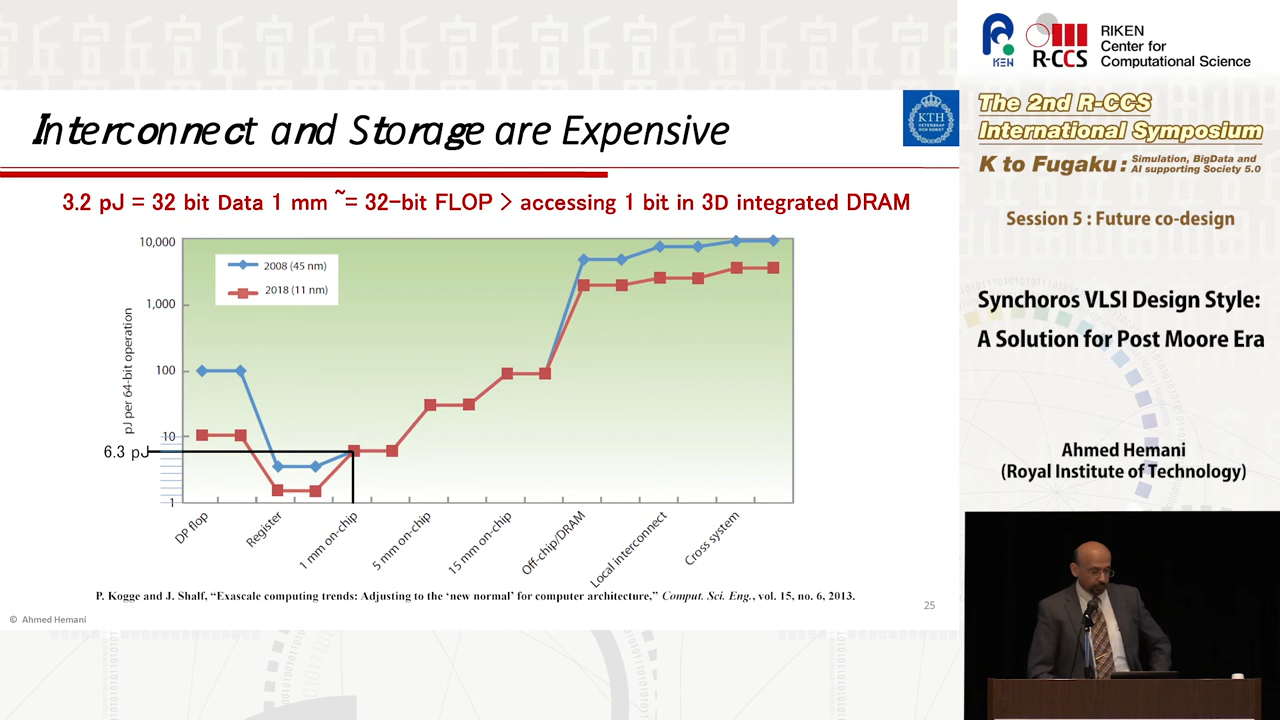 Interconnect and Storage are Expensive
KTH
VETENSKAP
OCH KONST
3.2 pJ = 32 bit Data 1 mm ~= 32-bit FLOP > accessing 1 bit in 3D integrated DRAM
pJ per 64-bit operation
10,000
1,000
100
10
1
6.3 pJ
2008 (45 nm)
2018 (11 nm)
DP flop
Register
1 mm on-chip
5 mm on-chip
15 mm on-chip
Off-chip/DRAM
Local interconnect
Cross system
P. Kogge and J. Shalf, “Exascale computing trends: Adjusting to the ‘new normal’ for computer architecture,” Comput. Sci. Eng., vol. 15, no. 6, 2013.
25
© Ahmed Hemani
RIKEN
R-CCS
RIKEN
Center for
Computational Science
The 2nd R-CCS
International Symposium
K to Fugaku : Simulation, BigData and
AI supporting Society 5.0
Session 5 : Future co-design
Synchoros VLSI Design Style:
A Solution for Post Moore Era
Ahmed Hemani
(Royal Institute of Technology)